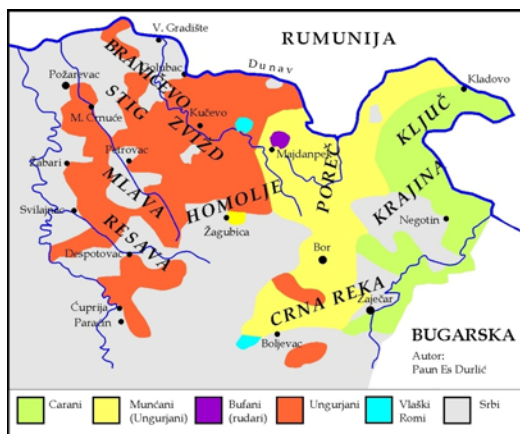 V. Gradište
RUMUNIJA
BRANIČEVO
Golubac
Dunav
Požarevac
STIG
Kladovo
M. Crnuće
Kučevo
ZVIŽD
KLJUČ
Majdanpek
Petrovac
POREČ
Žabari
MLAVA
HOMOLJE
KRAJINA
Svilajnac
Negotin
RESAVA
Žagubica
Despotovac
Bor
CRNA REKA
Zaječar
Ćuprija
Paraćin
Boljevac
BUGARSKA
Autor:
Paun Es Durlić
Carani
Munćani
(Ungurjani)
Bufani
(rudari)
Ungurjani
Vlaški
Romi
Srbi